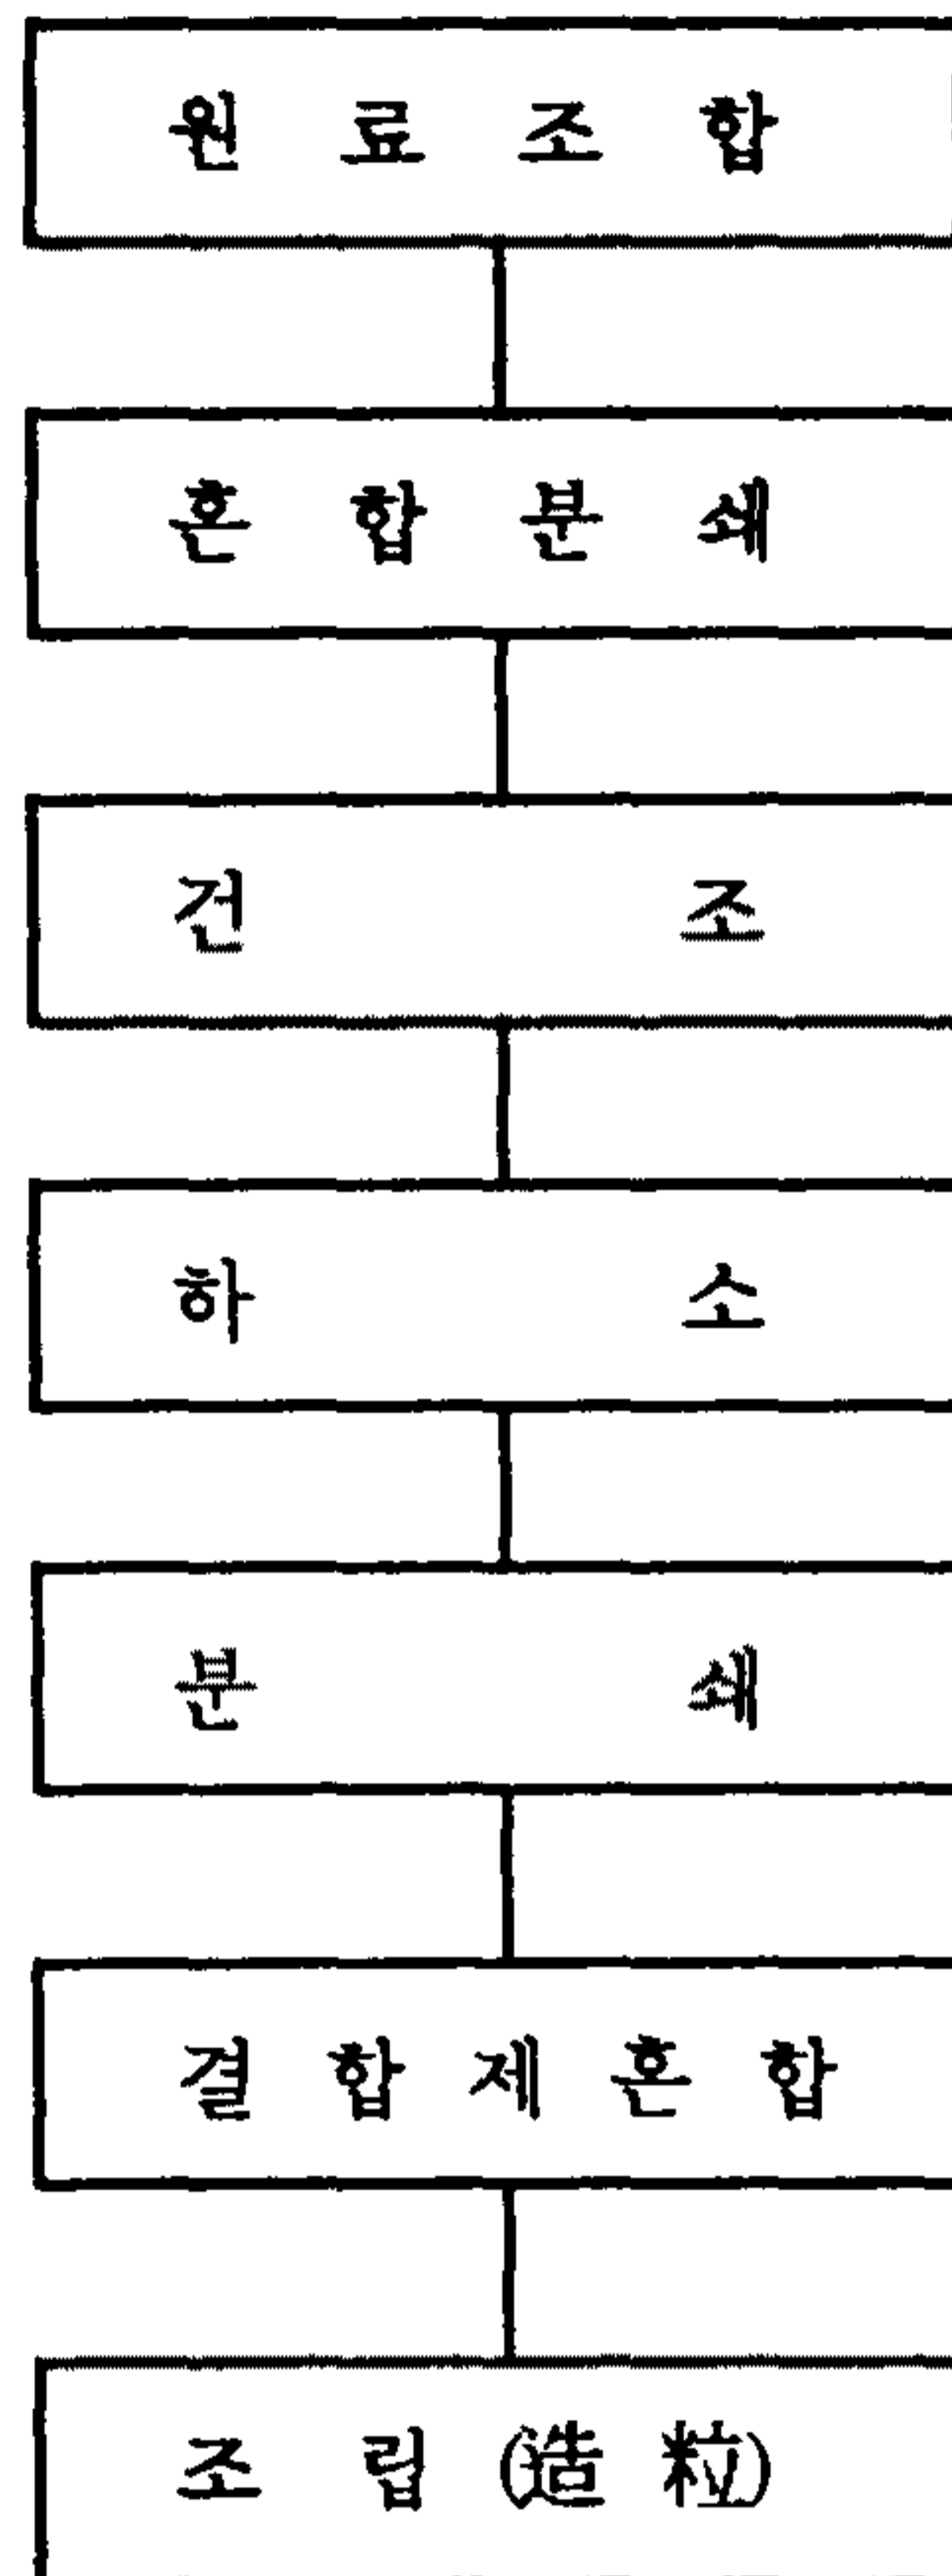 원 료 조 합
혼 합 분 쇄
건 조
하 소
분 쇄
결 합 제 혼 합
조 립 (造 粒)